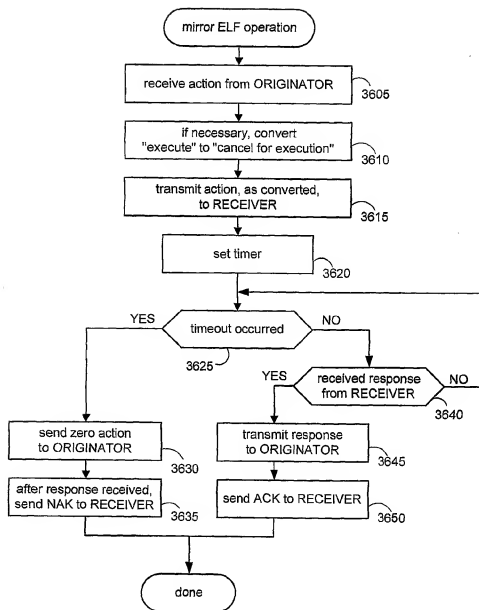 mirror ELF operation
receive action from ORIGINATOR
3605
if necessary, convert
"execute" to "cancel for execution"
3610
transmit action, as converted,
to RECEIVER
3615
set timer
3620
YES
timeout occurred
NO
3625
YES
received response
from RECEIVER
NO
3640
send zero action
to ORIGINATOR
3630
transmit response
to ORIGINATOR
3645
after response received,
send NAK to RECEIVER
3635
send ACK to RECEIVER
3650
done